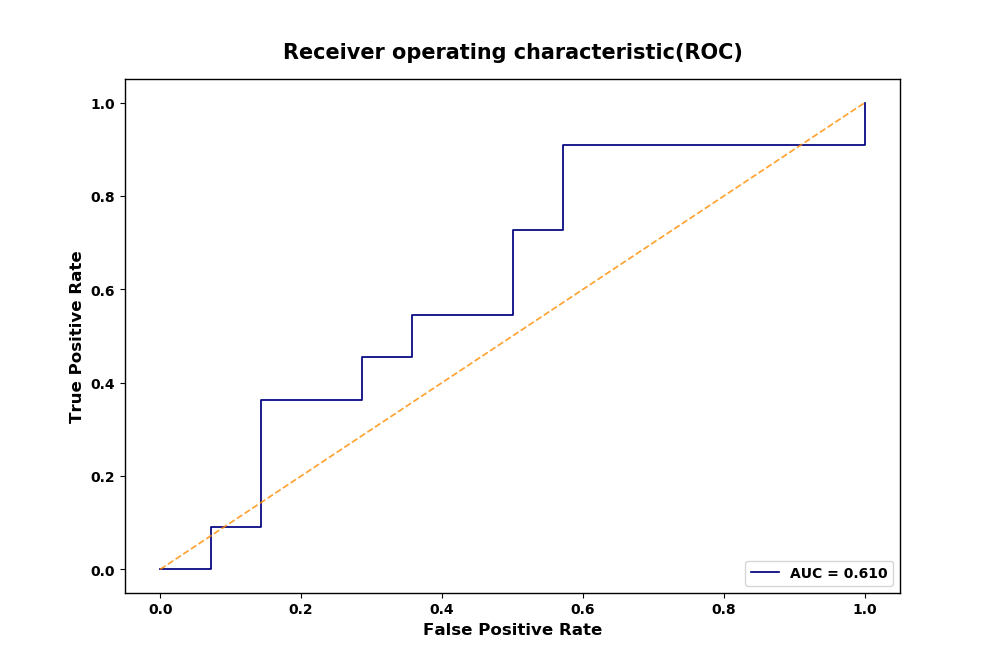 Receiver operating characteristic(ROC)
1.0
0.8
0.6
0.4
0.2
0.0
True Positive Rate
AUC = 0.610
0.0 0.2 0.4 0.6 0.8 1.0
False Positive Rate